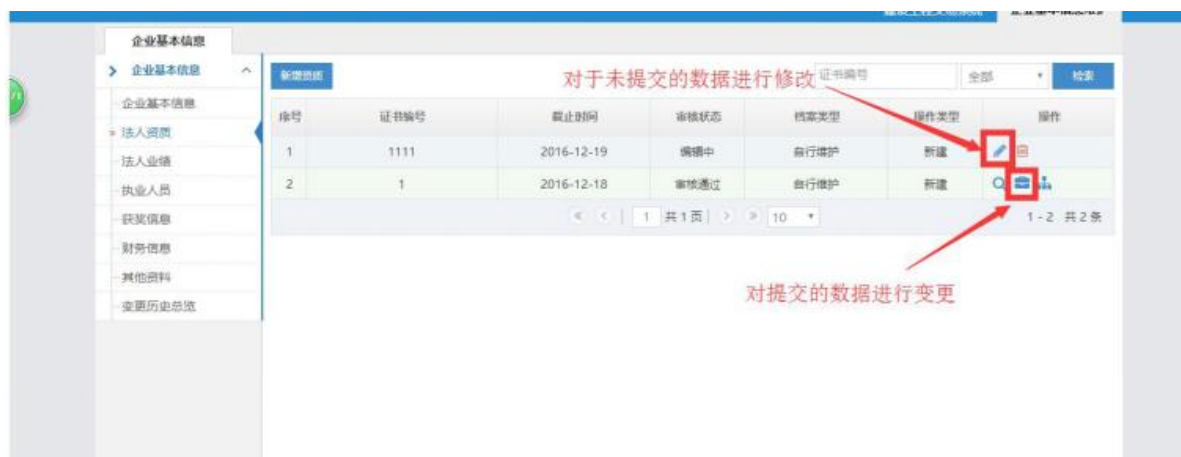 企业基本信息
企业基本信息
企业基本信息
法人资质
法人业绩
执业人员
获奖信息
财务信息
其他资料
变更历史总览
新增资质
对于未提交的数据进行修改
证书编号
全部
检索
序号 证书编号 截止时间 审核状态 档案类型 操作类型 操作
1 1111 2016-12-19 编辑中 自行维护 新建
2 1 2016-12-18 审核通过 自行维护 新建
1 共1页 10 1-2 共2条
对提交的数据进行变更